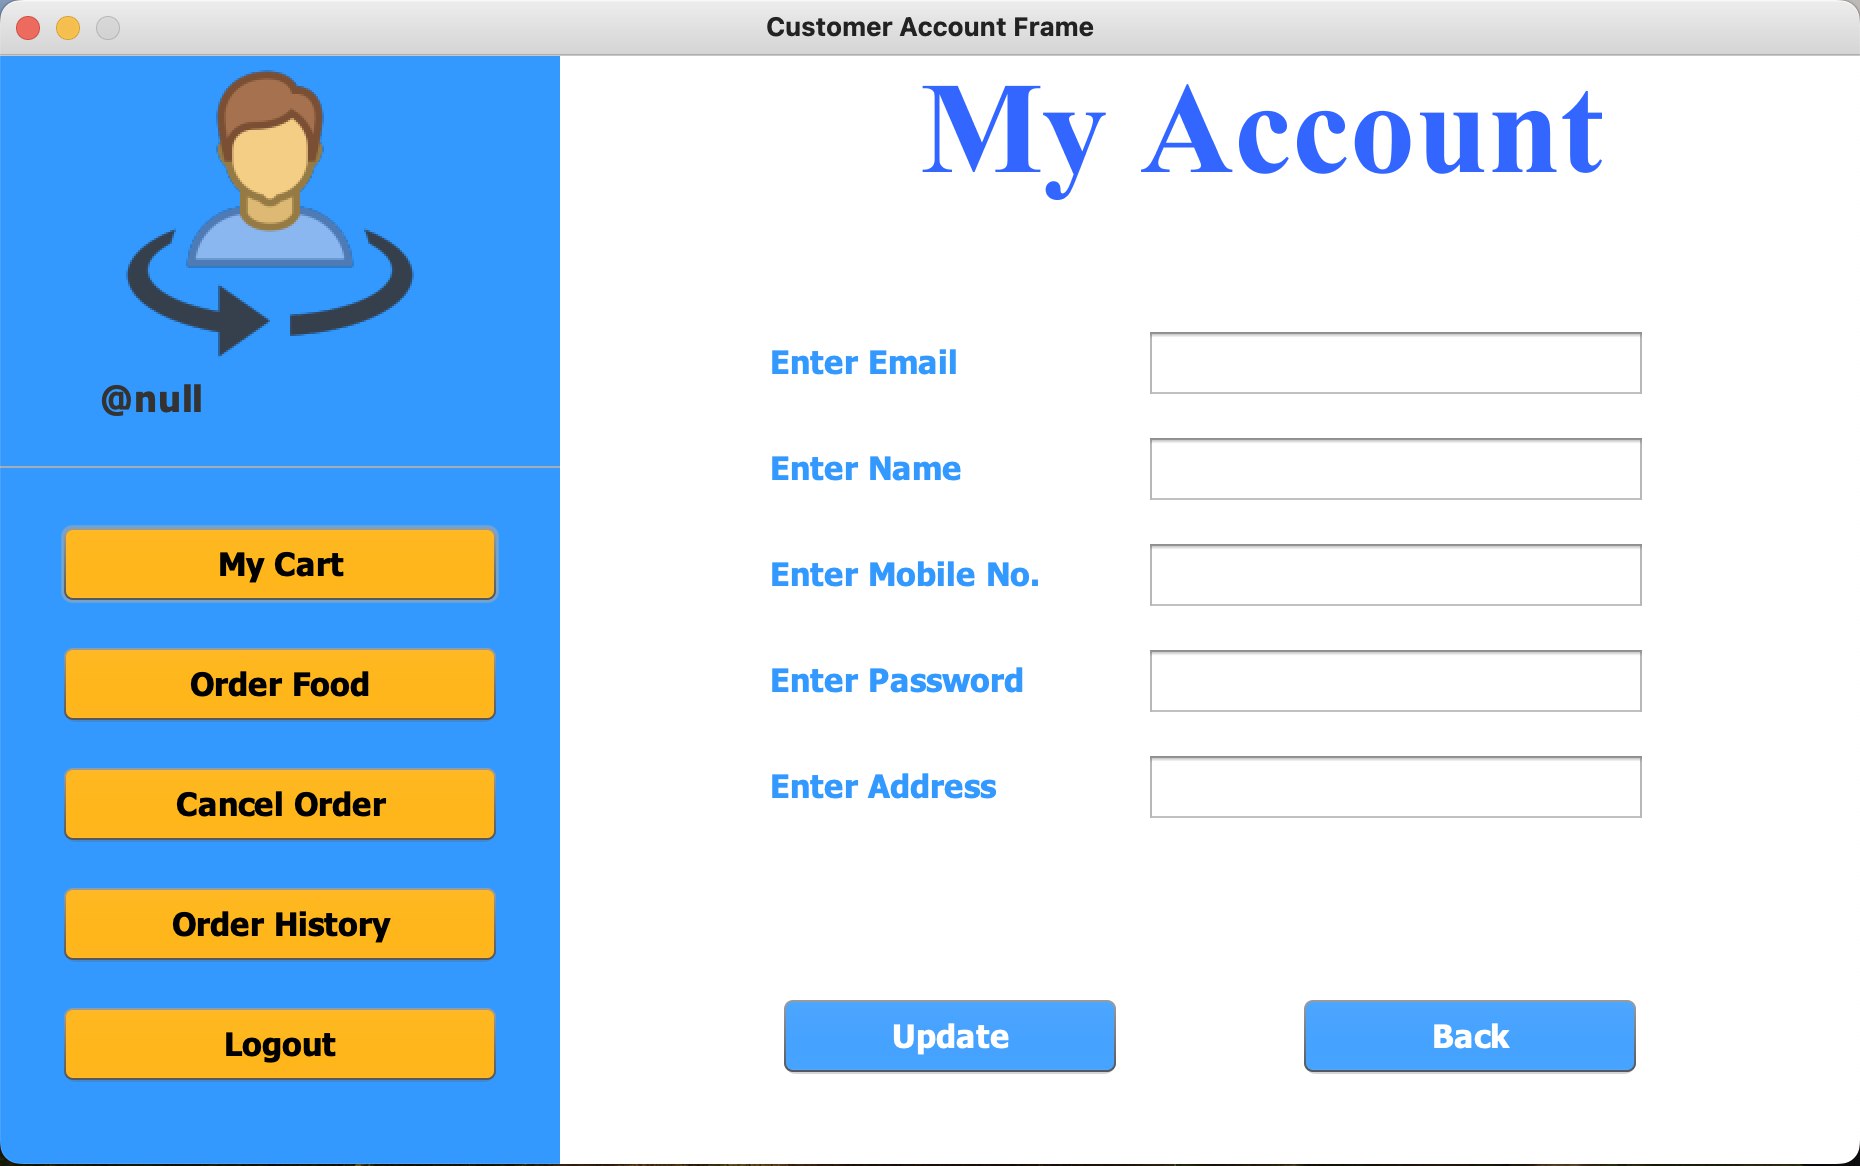 Customer Account Frame
My Account
@null
My Cart
Order Food
Cancel Order
Order History
Logout
Enter Email
Enter Name
Enter Mobile No.
Enter Password
Enter Address
Update
Back